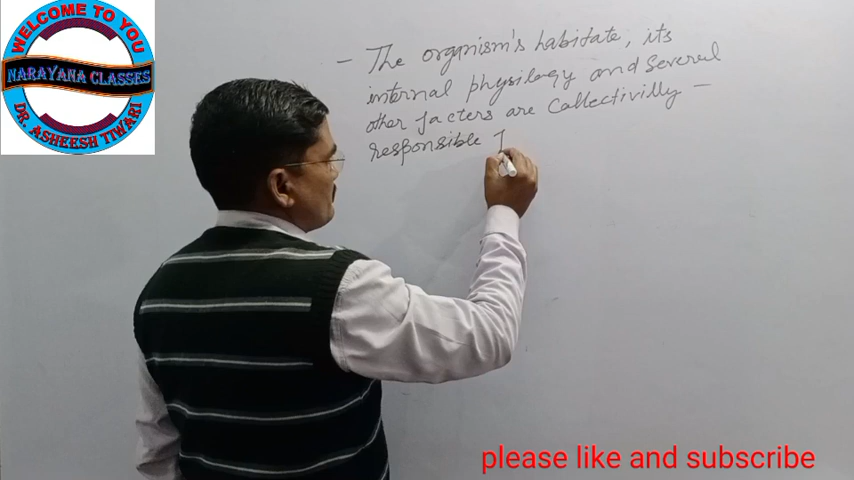 WELCOME TO YOU
NARAYANA CLASSES
DR. ASHEESH TIWARI
- The organism's habitate, its
internal physilogy and several
other facters are collectivilly -
responsible
please like and subscribe